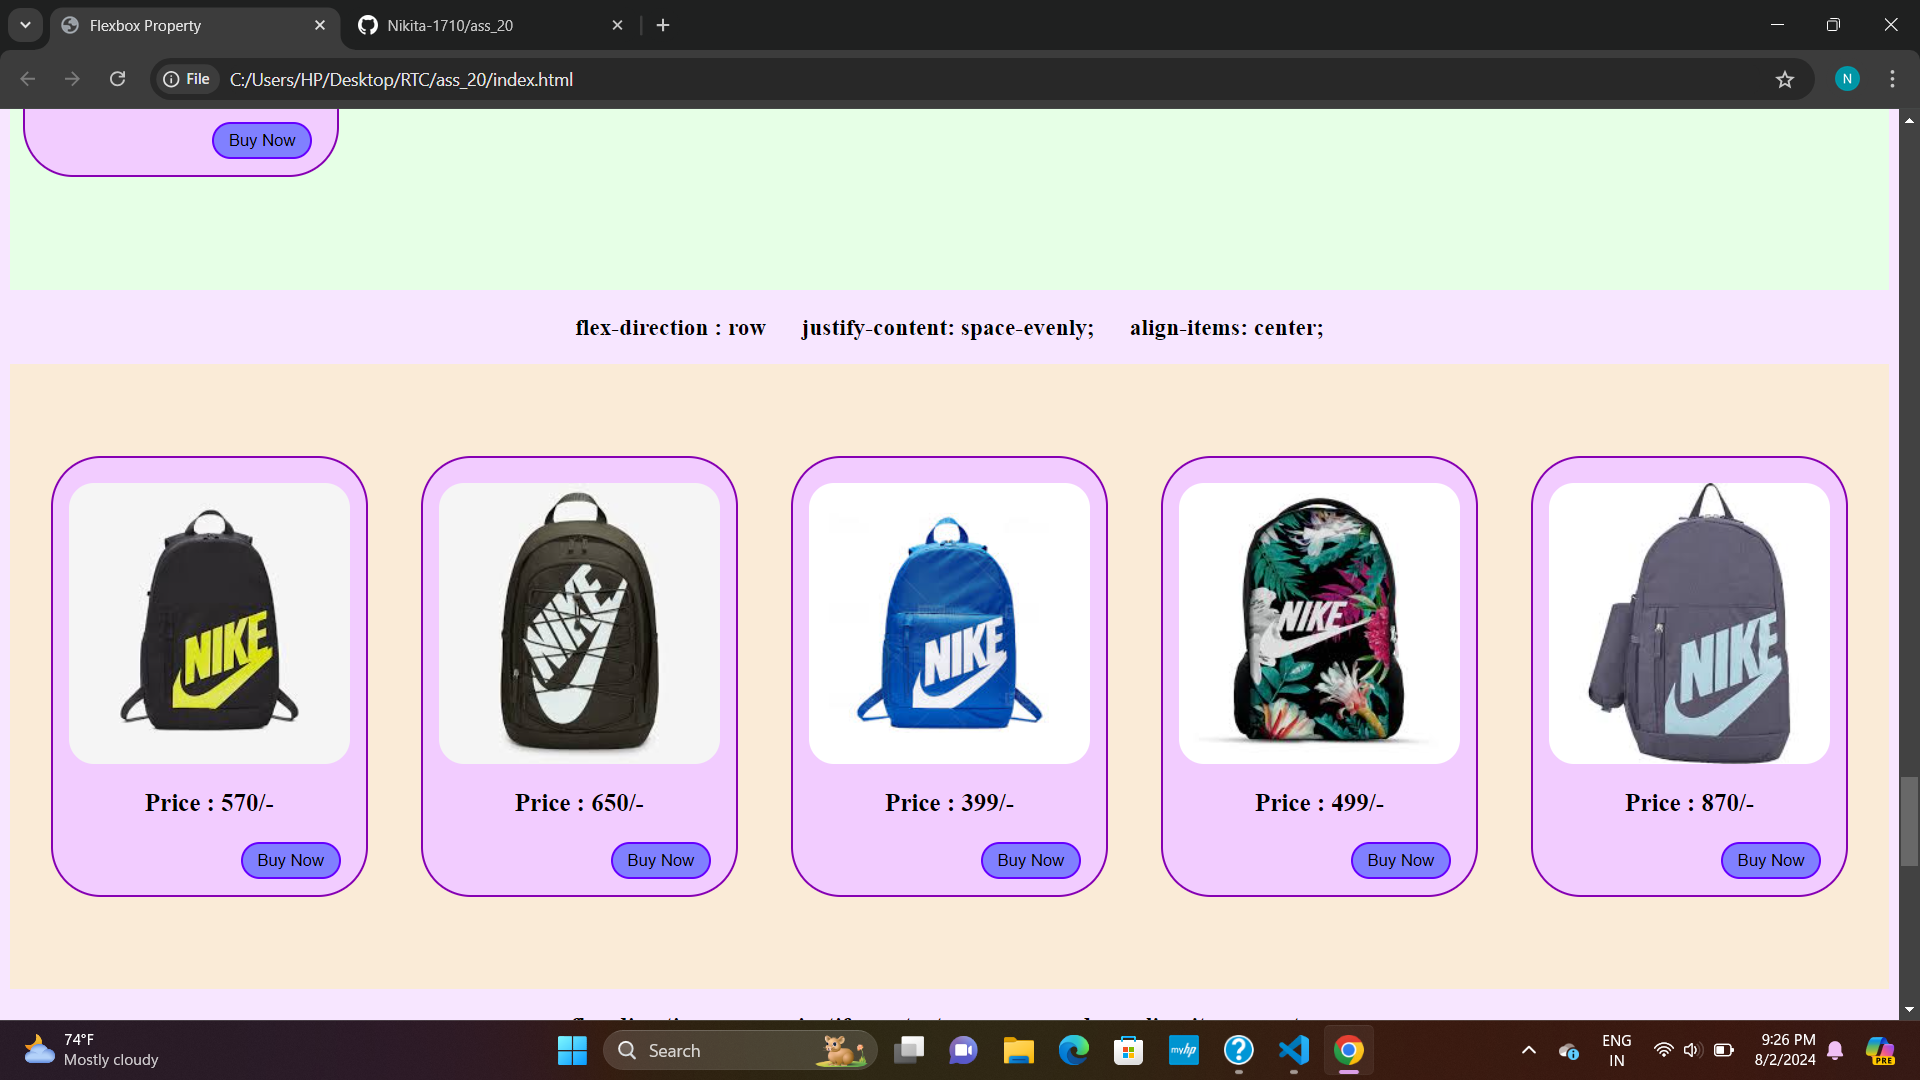 Flexbox Property
Nikita-1710/ass_20
File
C:/Users/HP/Desktop/RTC/ass_20/index.html
N
Buy Now
flex-direction : row justify-content: space-evenly; align-items: center;
NIKE
NIKE
NIKE
NIKE
NIKE
Price : 570/-
Price : 650/-
Price : 399/-
Price : 499/-
Price : 870/-
Buy Now
Buy Now
Buy Now
Buy Now
Buy Now
74°F
Mostly cloudy
Search
myhp
ENG
IN
9:26 PM
8/2/2024
PRE